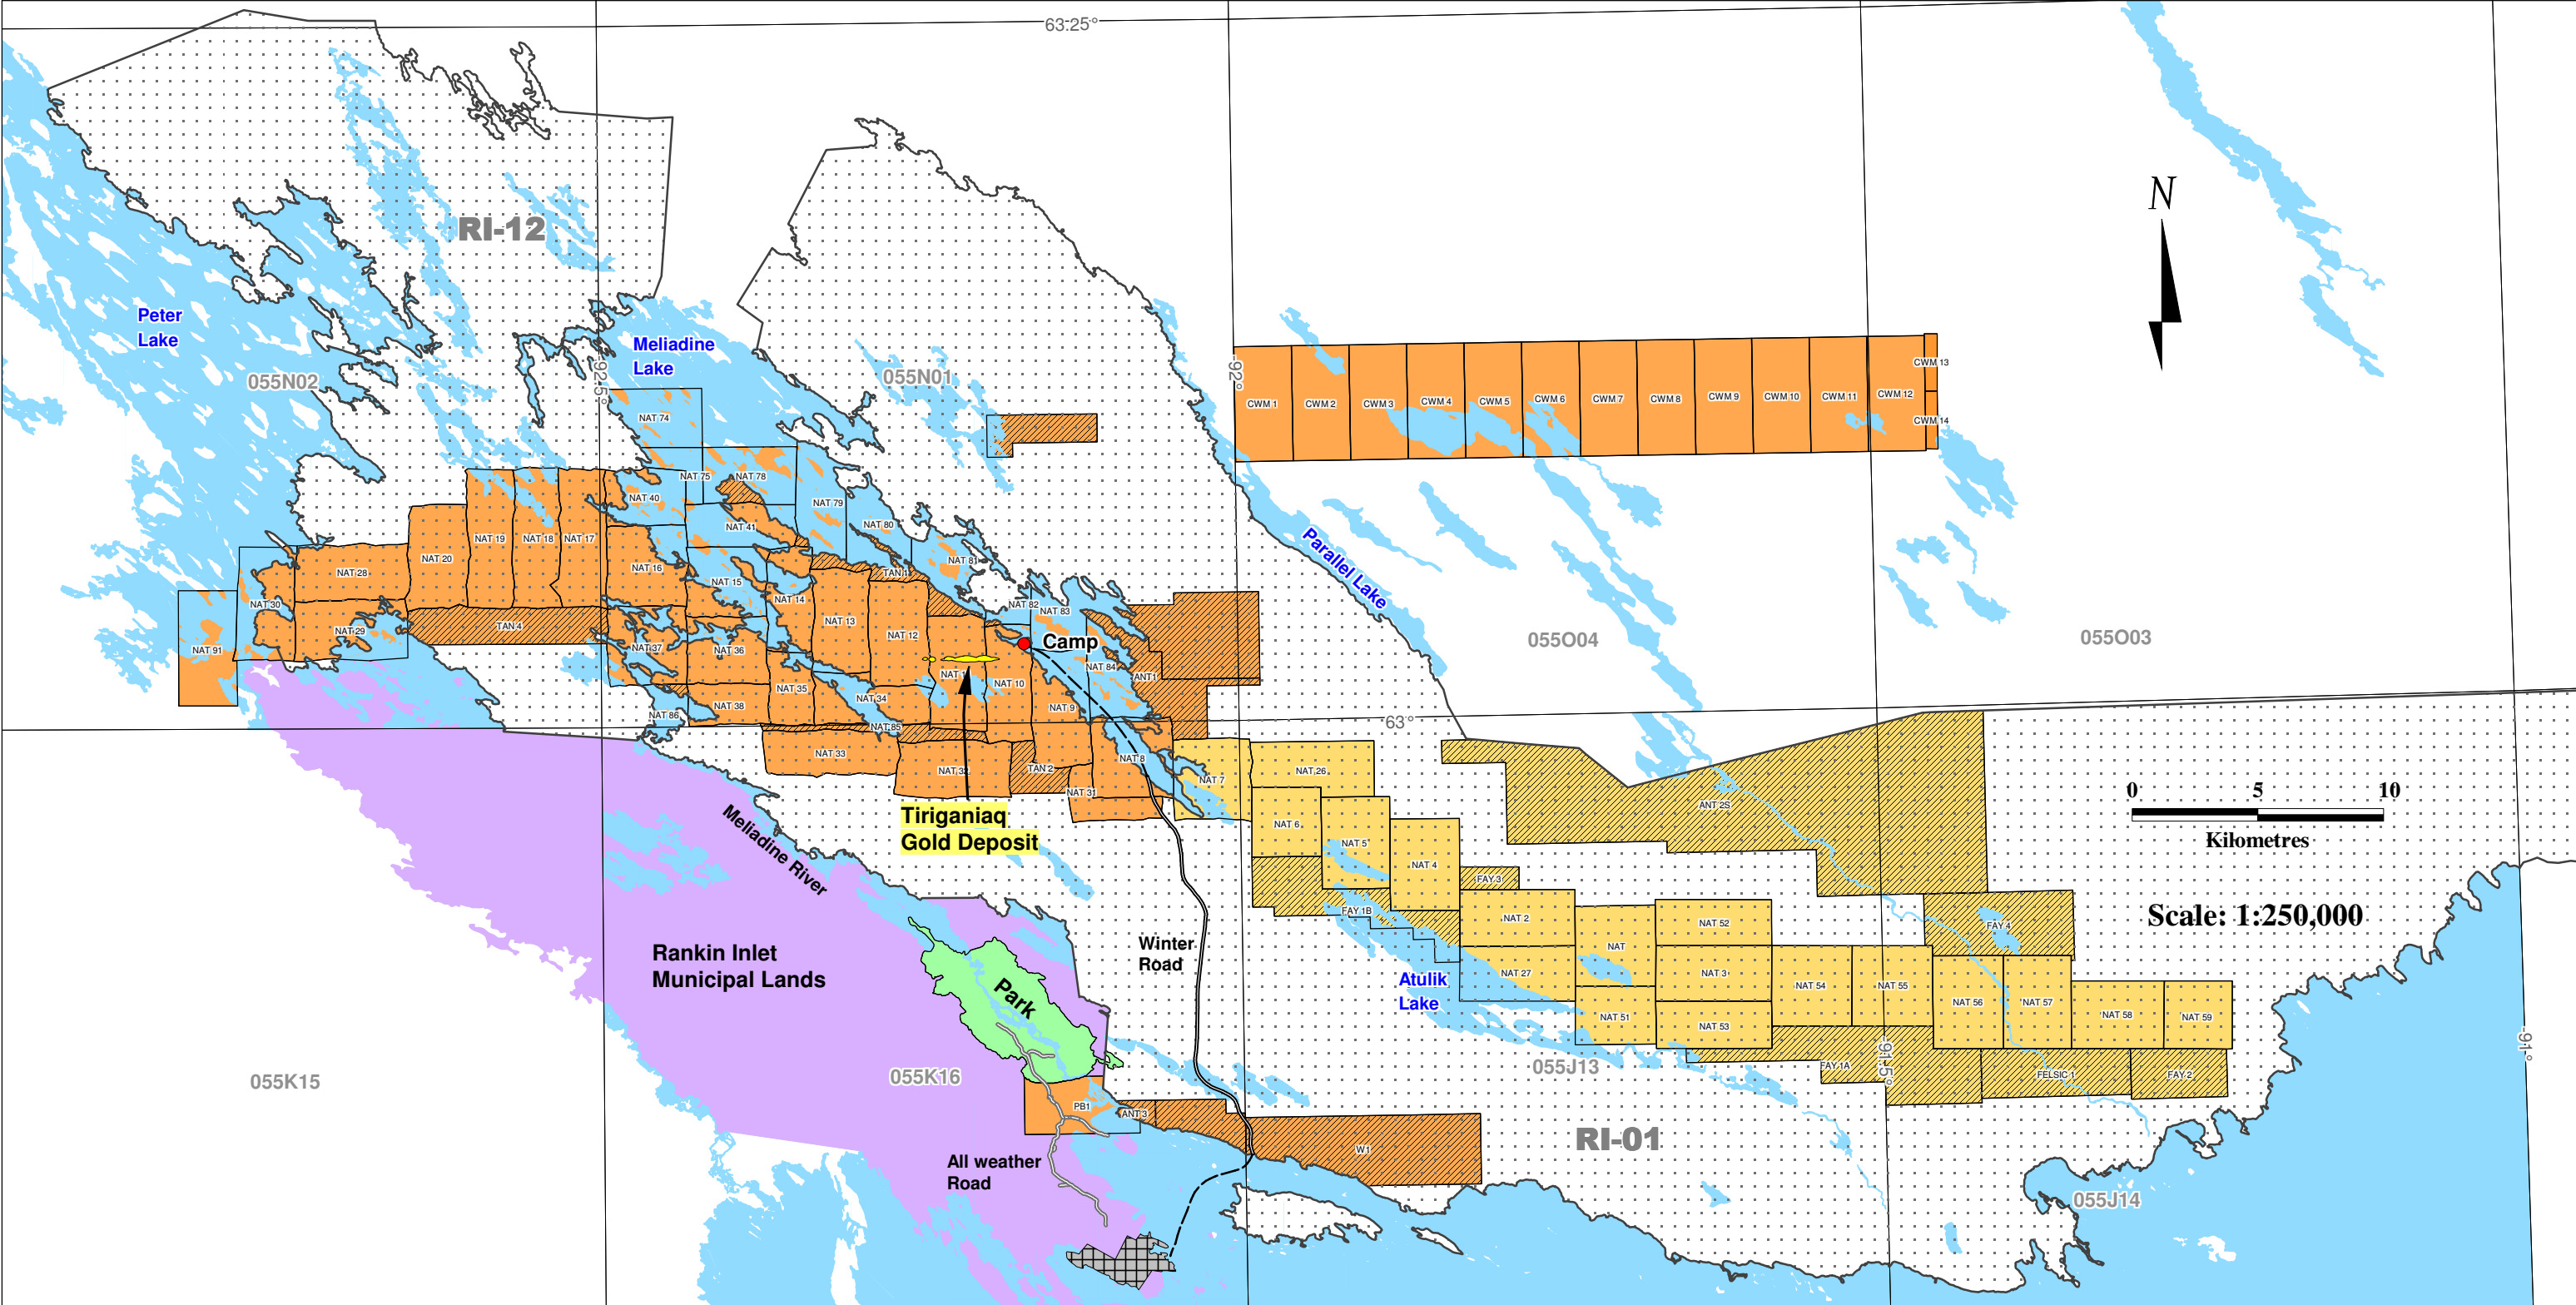 63.25°
N
RI-12
Peter
Lake
055N02
Meliadine
Lake
92.5°
055N01
-92°
CWM 1
CWM 2
CWM 3
CWM 4
CWM 5
CWM 6
CWM 7
CWM 8
CWM 9
CWM 10
CWM 11
CWM 12
CWM 13
CWM 14
NAT 74
NAT 75
NAT 78
NAT 40
NAT 79
NAT 41
NAT 80
NAT 81
NAT 19
NAT 18
NAT 17
NAT 20
NAT 28
NAT 16
NAT 15
TAN 1
NAT 14
NAT 30
NAT 29
TAN 4
NAT 13
NAT 12
NAT 82
NAT 83
Camp
Parallel Lake
055O04
055O03
NAT 91
NAT 37
NAT 36
NAT 84
ANT1
NAT 35
NAT 34
NAT 1
NAT 10
NAT 9
NAT 38
NAT 86
NAT 85
63°
NAT 33
NAT 32
TAN 2
NAT 8
NAT 31
NAT 7
NAT 26
ANT 2S
0 5 10
Kilometres
Scale: 1:250,000
Tiriganiaq
Gold Deposit
Meliadine River
NAT 6
NAT 5
NAT 4
FAY 3
FAY 1B
NAT 2
NAT 52
FAY 4
Winter
Road
NAT
NAT 27
NAT 3
NAT 54
NAT 55
NAT 56
NAT 57
NAT 58
NAT 59
Rankin Inlet
Municipal Lands
Park
Atulik
Lake
NAT 51
NAT 53
91.5°
-91°
055K15
055K16
055J13
FAY 1A
FELSIC 1
FAY 2
PB1
ANT 3
W1
RI-01
All weather
Road
055J14